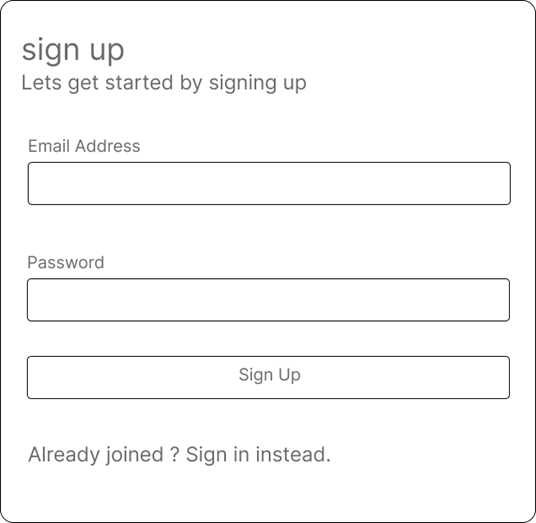 sign up
Lets get started by signing up
Email Address
Password
Sign Up
Already joined ? Sign in instead.